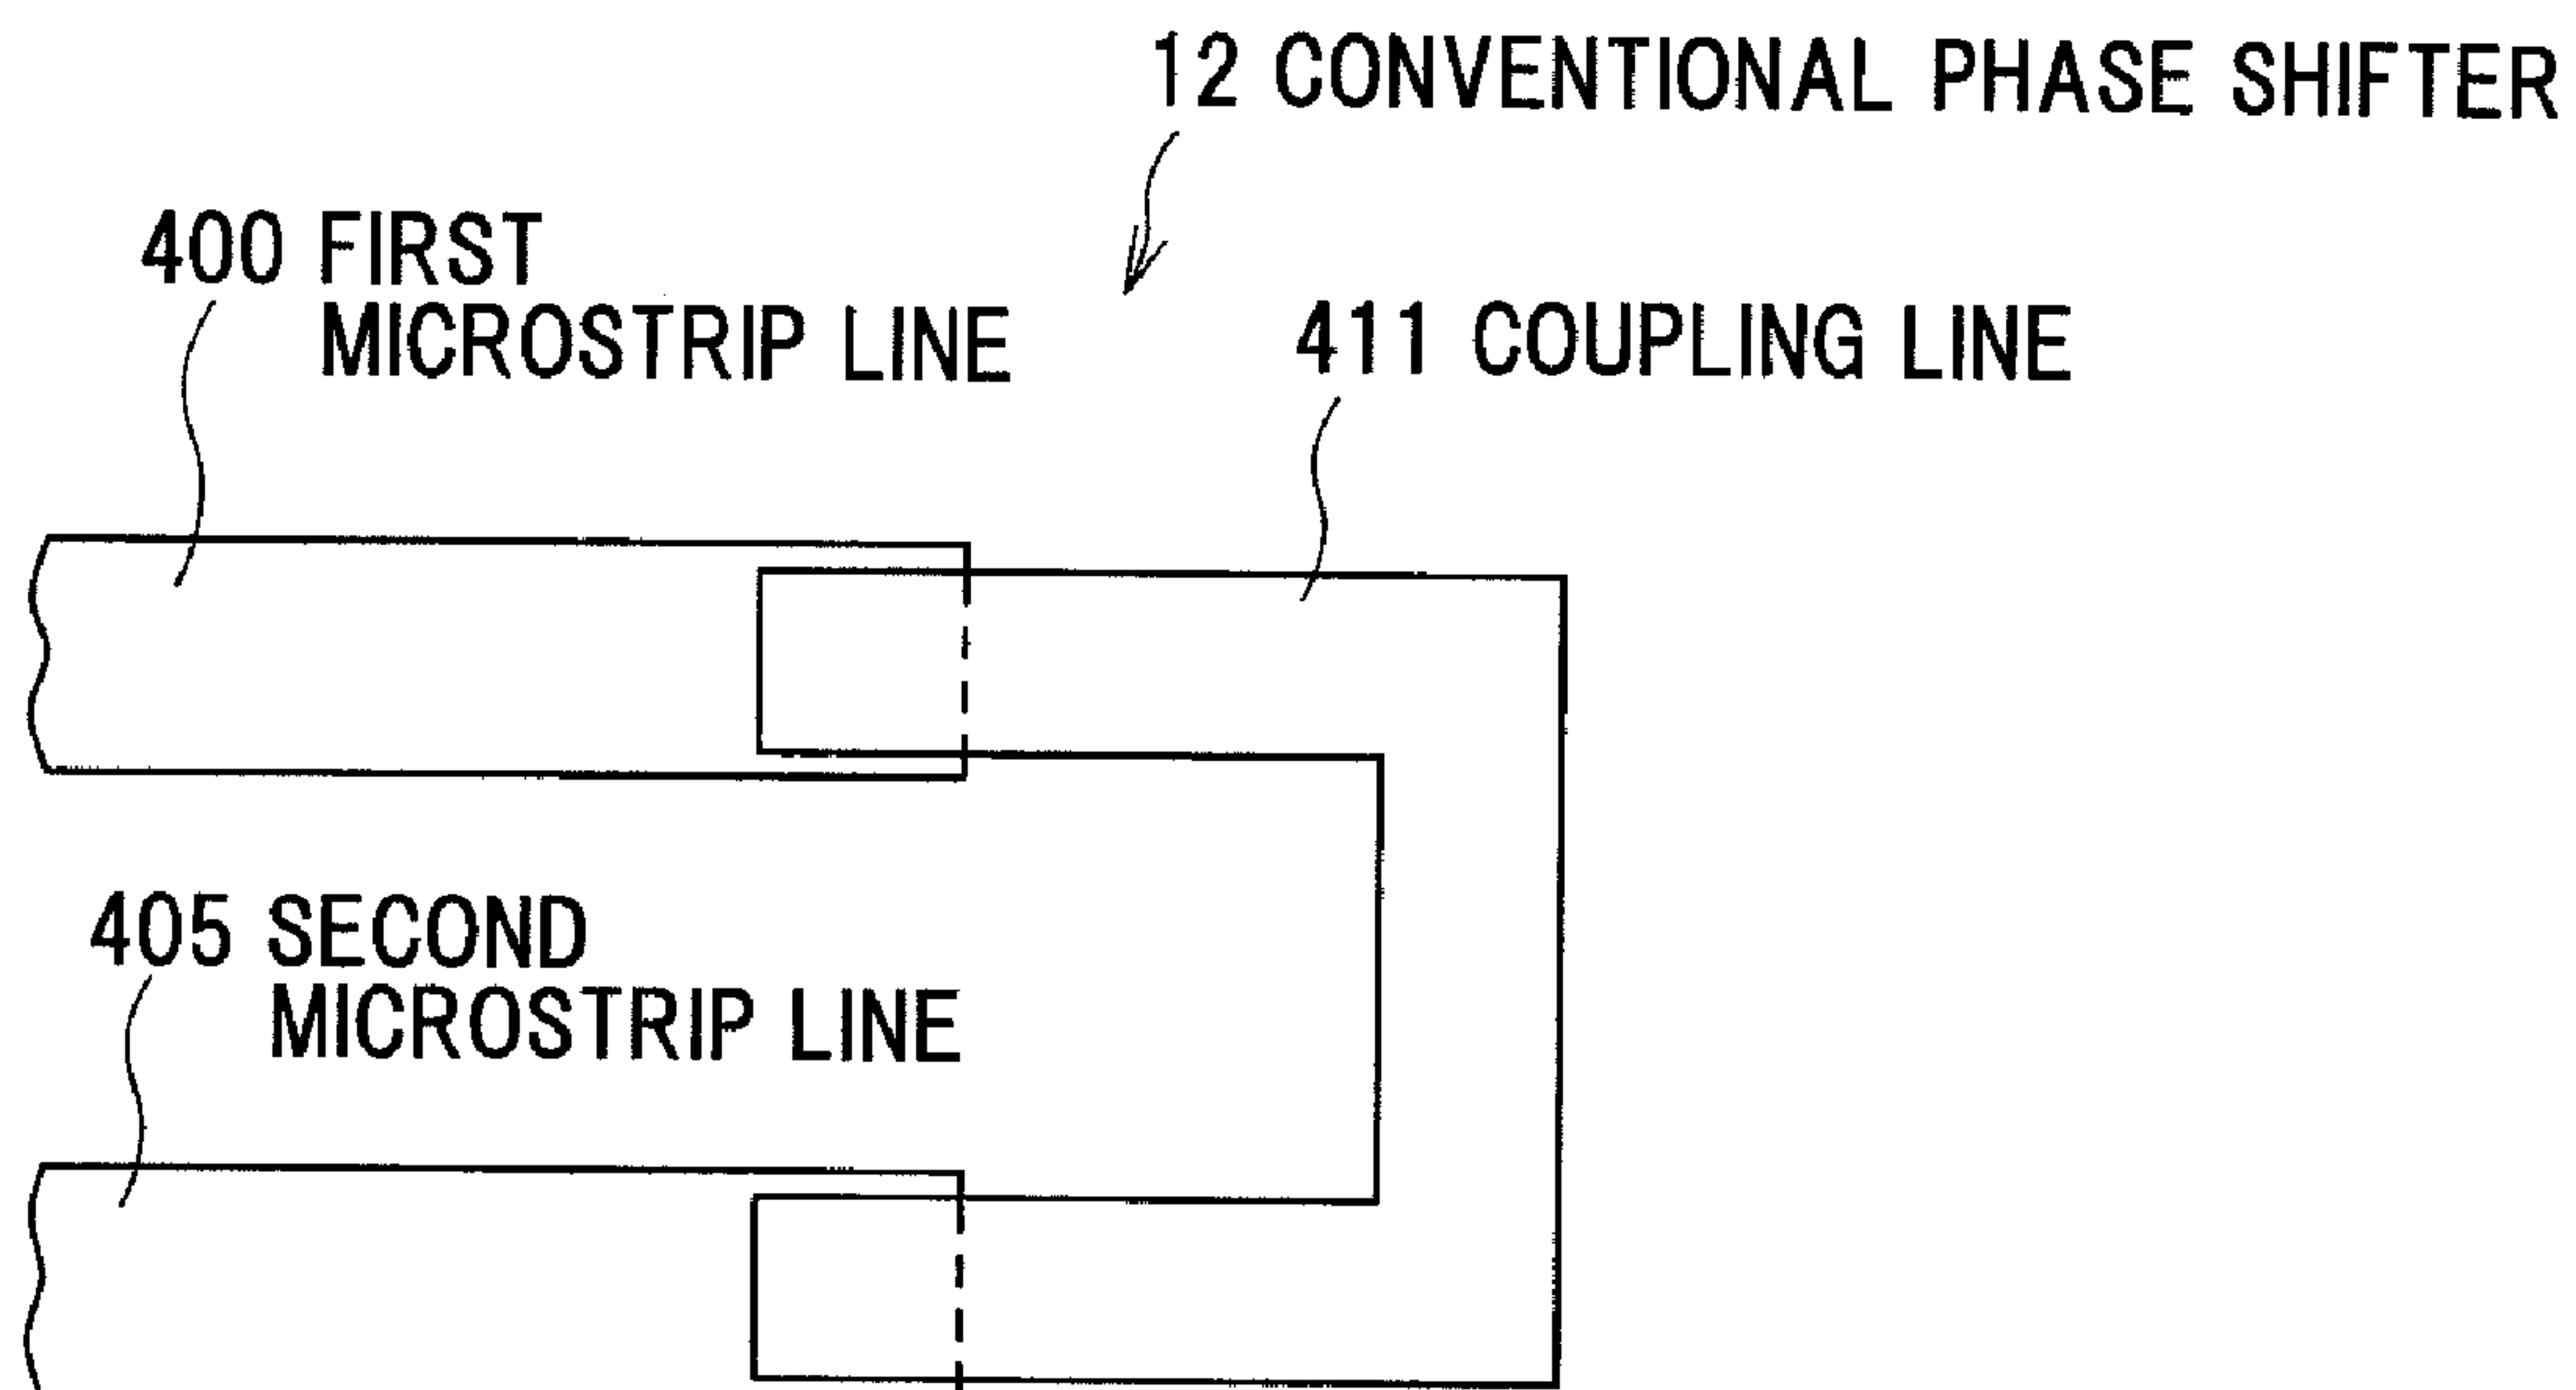 12 CONVENTIONAL PHASE SHIFTER
400 FIRST
MICROSTRIP LINE
411 COUPLING LINE
405 SECOND
MICROSTRIP LINE